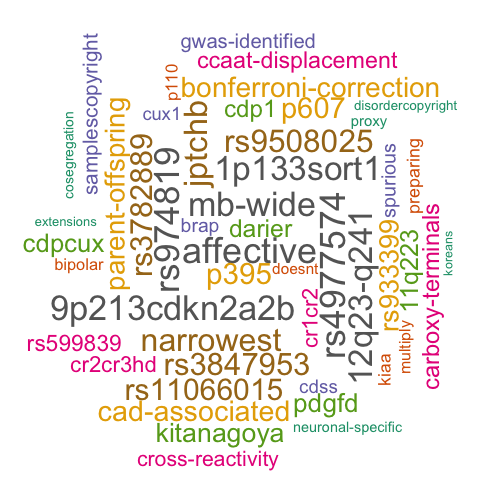 gwas-identified
ccaat-displacement
bonferroni-correction
samplescopyright
p110
cux1
cdp1
p607
disordercopyright
proxy
cosegregation
parent-offspring
rs3782889
rs974819
jptchb
rs9508025
1p133sort1
spurious
preparing
mb-wide
extensions
brap
darier
cdpcux
affective
bipolar
p395
doesnt
rs4977574
12q23-q241
rs933399
11q223
carboxy-terminals
koreans
9p213cdkn2a2b
cr1cr2
rs599839
narrowest
cr2cr3hd
rs3847953
kiaa
multiply
rs11066015
cdss
pdgfd
cad-associated
kitanagoya
neuronal-specific
cross-reactivity